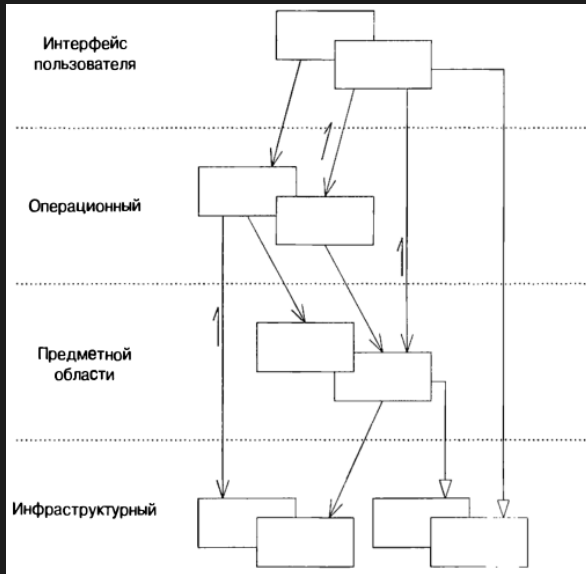 Интерфейс
пользователя
Операционный
Предметной
области
Инфраструктурный